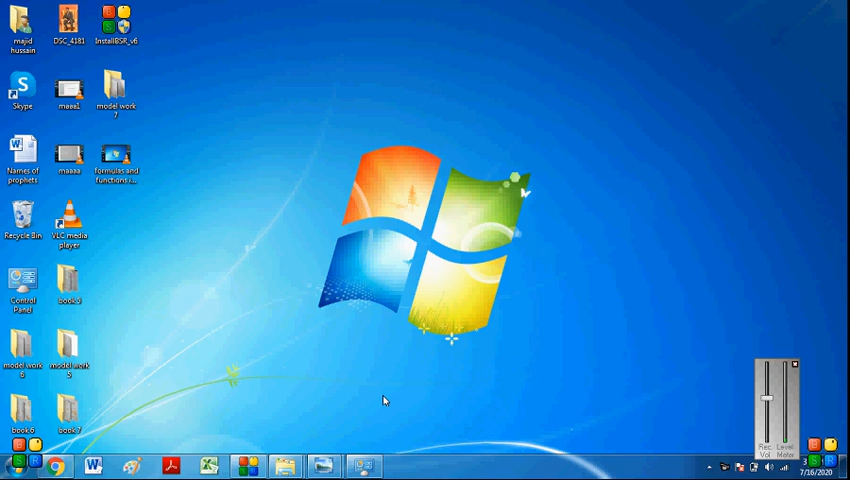 majid
hussain
DSC_4181
InstallBSR_v6
Skype
maaa1
model.work
7
Names of
prophets
maaaa
formulas and
functions i...
Recycle Bin
VLC media
player
Control
Panel
book.5
model.work
6
model.work
5
book.6
book.7
Rec.
Vol
Level
Meter
7/16/2020